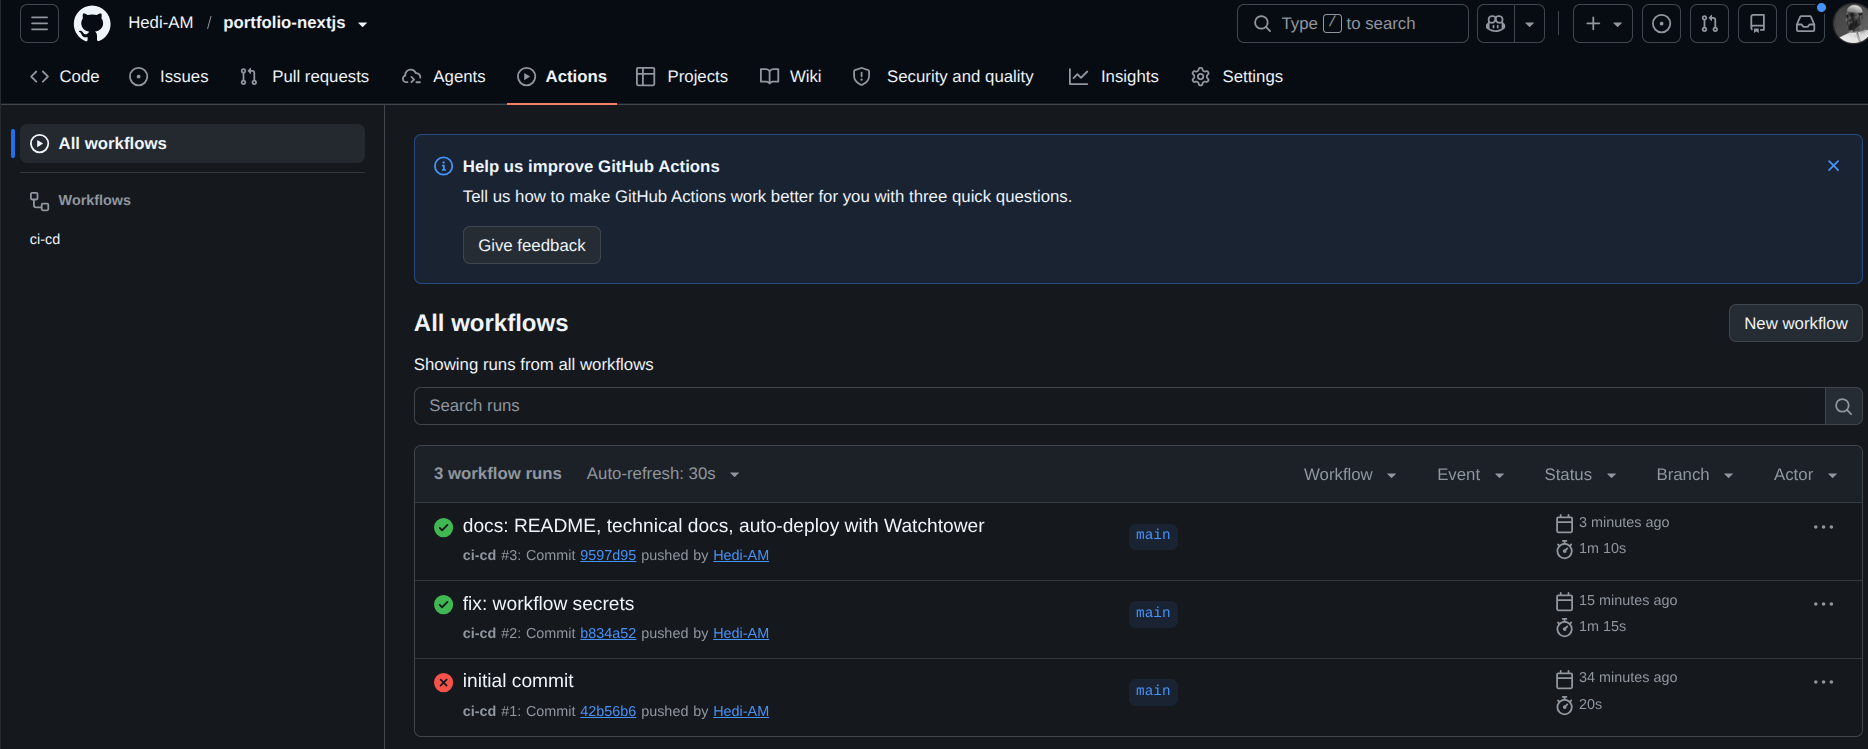 Hedi-AM / portfolio-nextjs
Type / to search
Code
Issues
Pull requests
Agents
Actions
Projects
Wiki
Security and quality
Insights
Settings
All workflows
Workflows
ci-cd
Help us improve GitHub Actions
Tell us how to make GitHub Actions work better for you with three quick questions.
Give feedback
All workflows
New workflow
Showing runs from all workflows
Search runs
3 workflow runs
Auto-refresh: 30s
Workflow
Event
Status
Branch
Actor
docs: README, technical docs, auto-deploy with Watchtower
ci-cd #3: Commit 9597d95 pushed by Hedi-AM
main
3 minutes ago
1m 10s
fix: workflow secrets
ci-cd #2: Commit b834a52 pushed by Hedi-AM
main
15 minutes ago
1m 15s
initial commit
ci-cd #1: Commit 42b56b6 pushed by Hedi-AM
main
34 minutes ago
20s